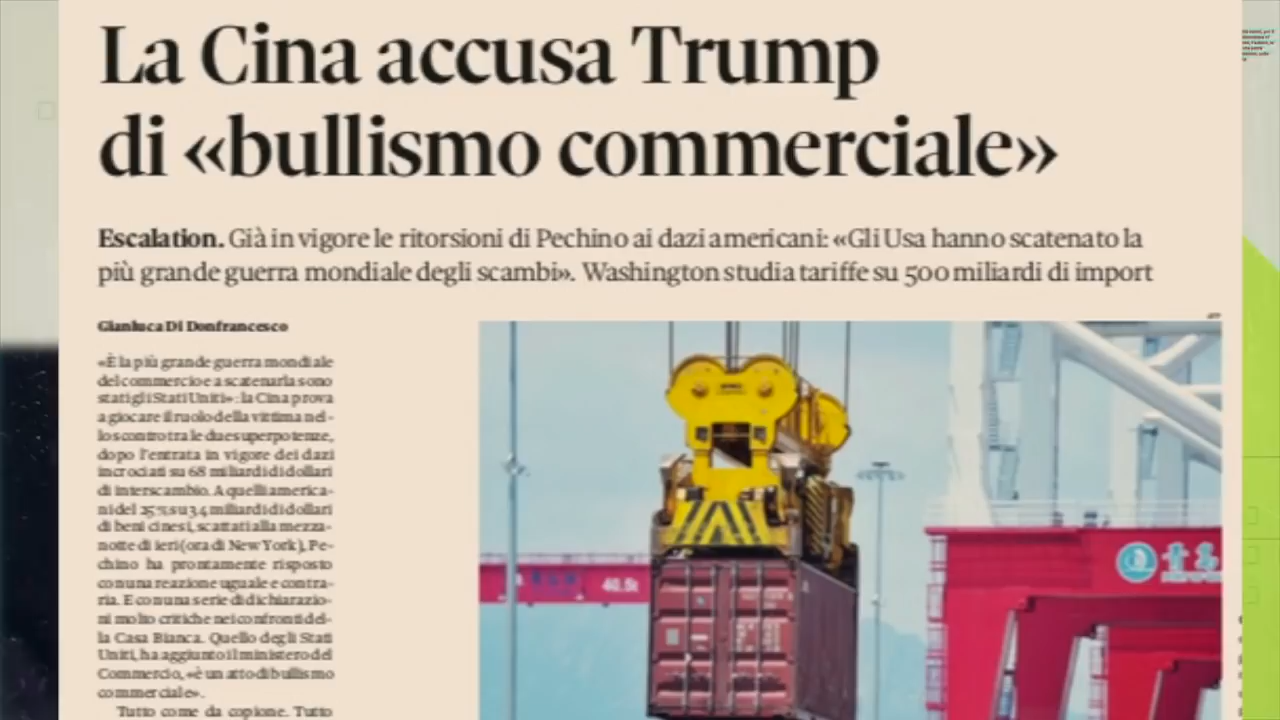 La Cina accusa Trump
di «bullismo commerciale»
Escalation. Già in vigore le ritorsioni di Pechino ai dazi americani: «Gli Usa hanno scatenato la
più grande guerra mondiale degli scambi». Washington studia tariffe su 500 miliardi di import
Gianluca Di Donfrancesco
«È la più grande guerra mondiale
del commercio e a scatenarla sono
stati gli Stati Uniti»: la Cina prova
a giocare il ruolo della vittima nel-
lo scontro tra le due superpotenze,
dopo l'entrata in vigore dei dazi
incrociati su 68 miliardi di dollari
di interscambio. A quelli america-
ni del 25% su 34 miliardi di dollari
di beni cinesi, scattati alla mezza-
notte di ieri (ora di New York), Pe-
chino ha prontamente risposto
con una reazione uguale e contra-
ria. E con una serie di dichiarazio-
ni molto critiche nei confronti del-
la Casa Bianca. Quello degli Stati
Uniti, ha aggiunto il ministero del
Commercio, «è un atto di bullismo
commerciale».
Tutto come da copione. Tutto
40.5t
青岛